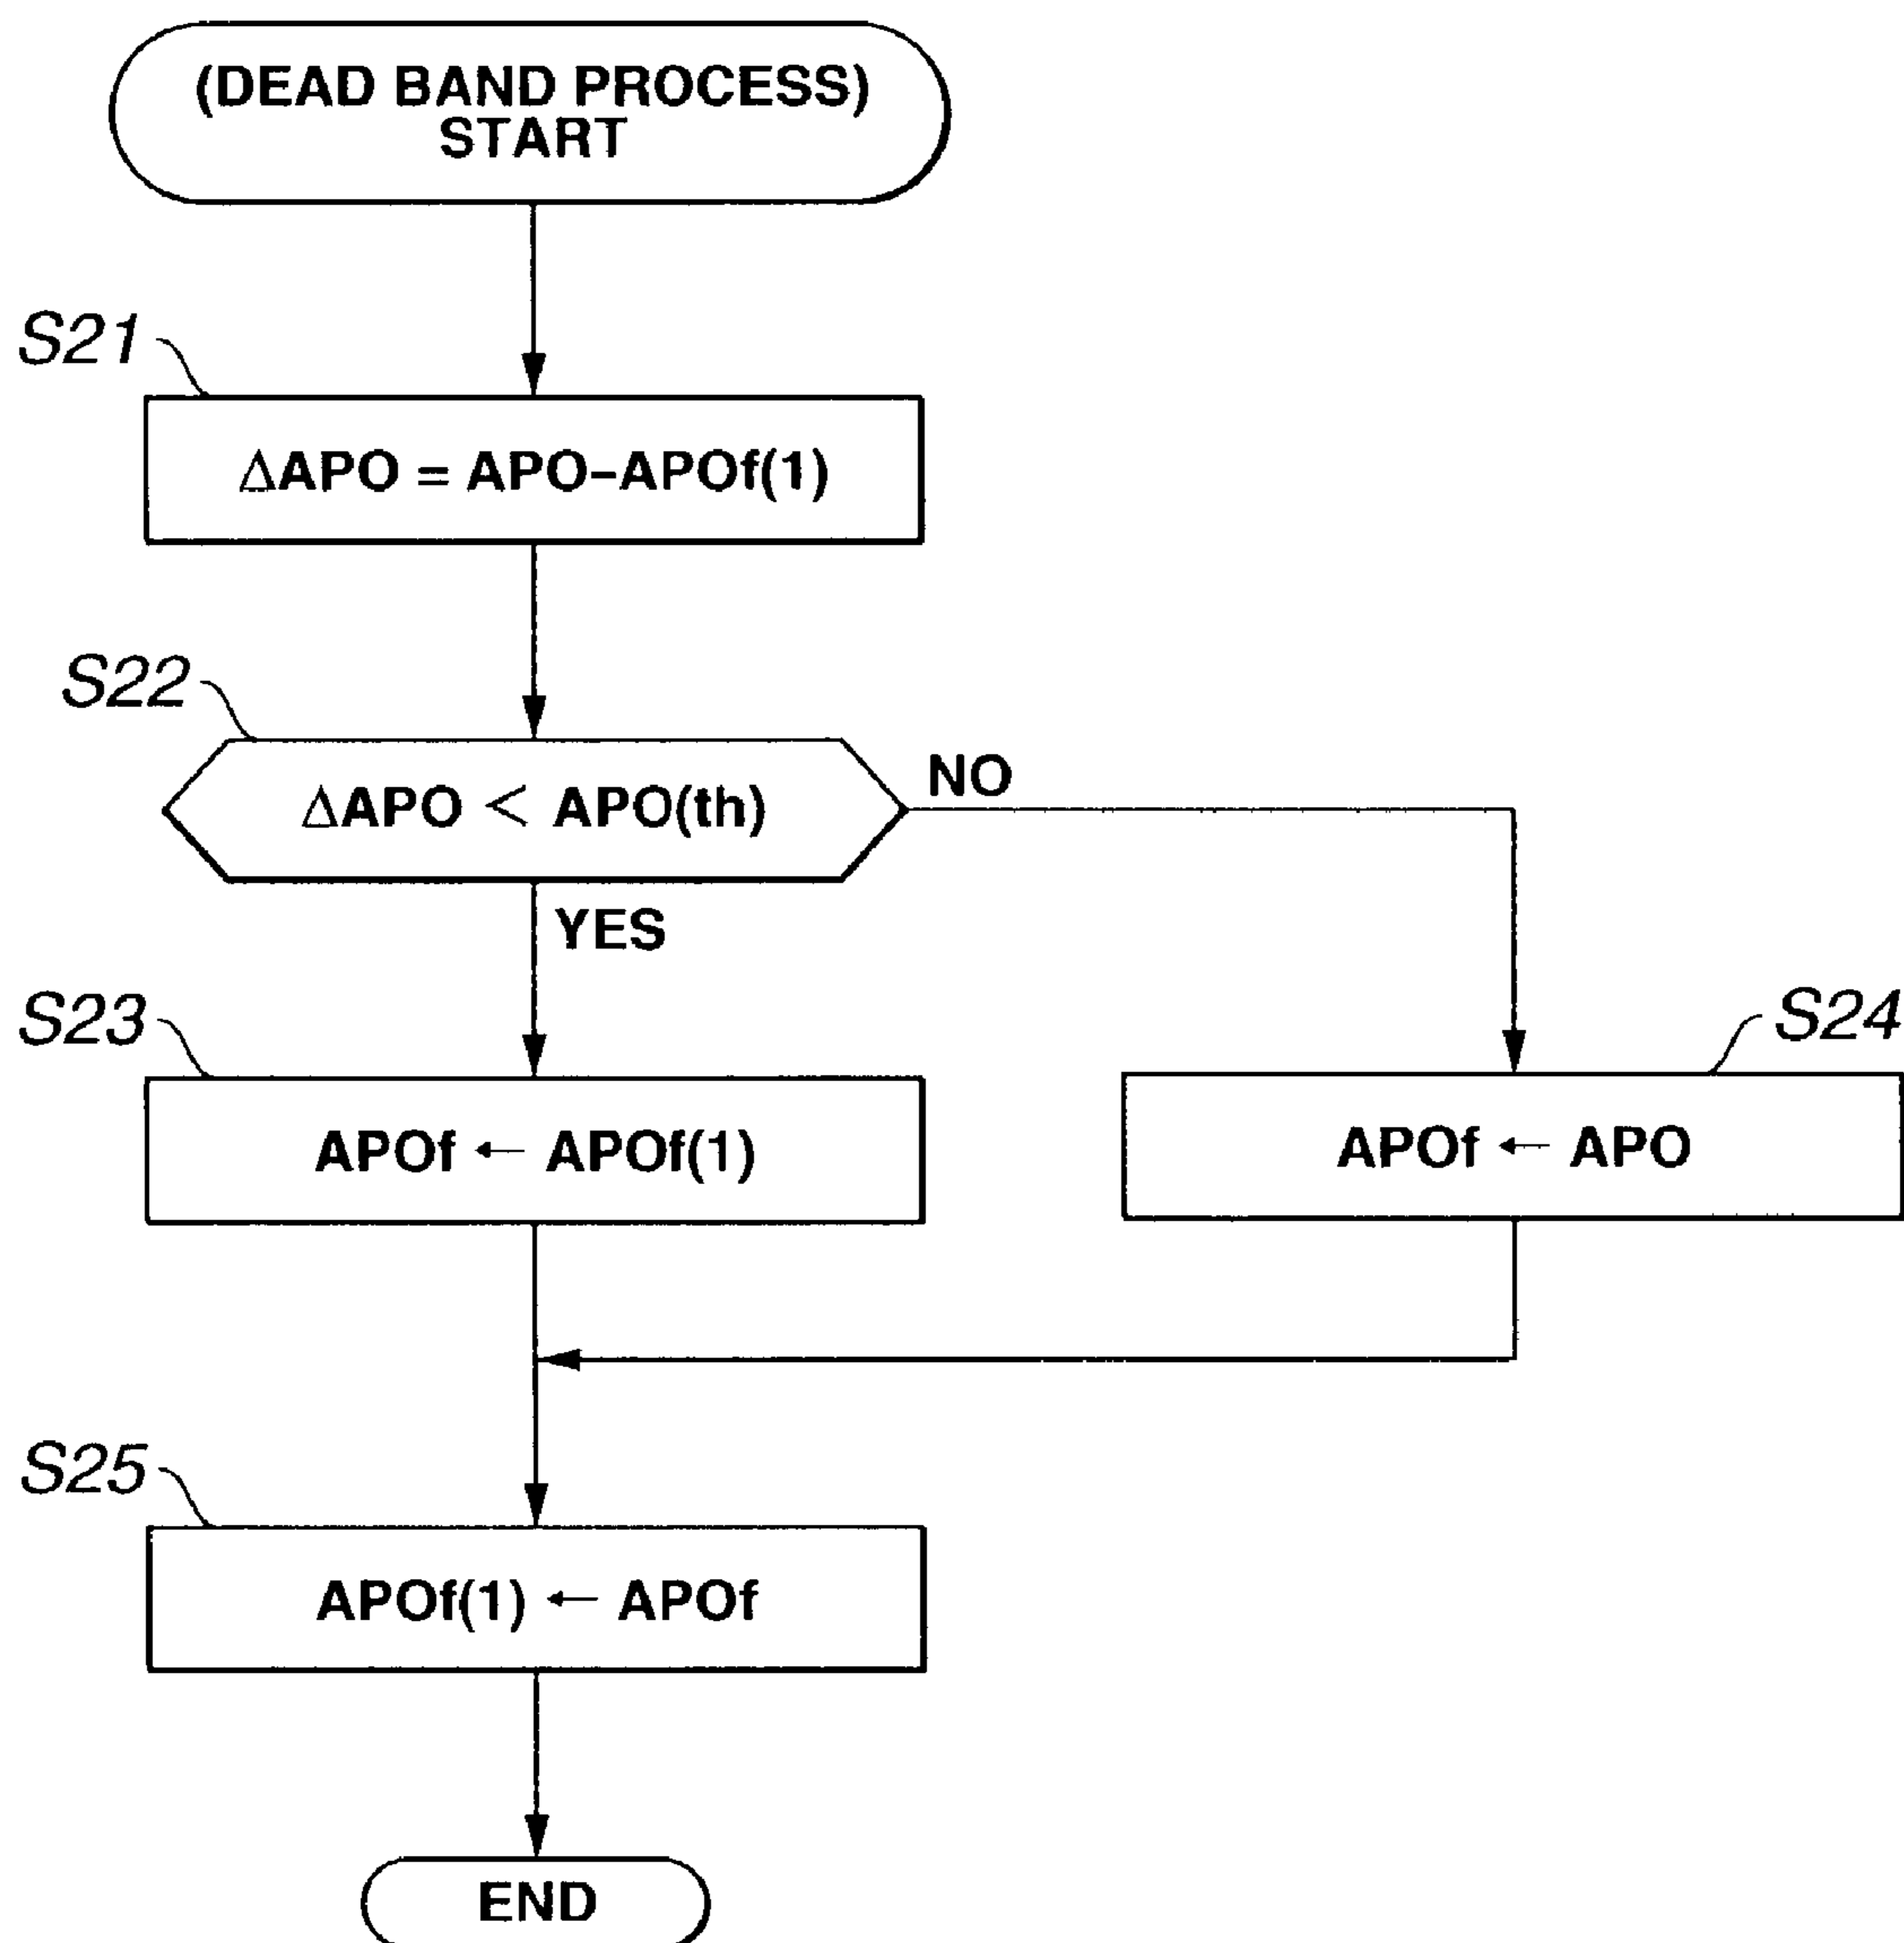 (DEAD BAND PROCESS)
START
S21
ΔAPO = APO-APOf(1)
S22
ΔAPO < APO(th)
NO
YES
S23
APOf ← APOf(1)
S24
APOf ← APO
S25
APOf(1) ← APOf
END